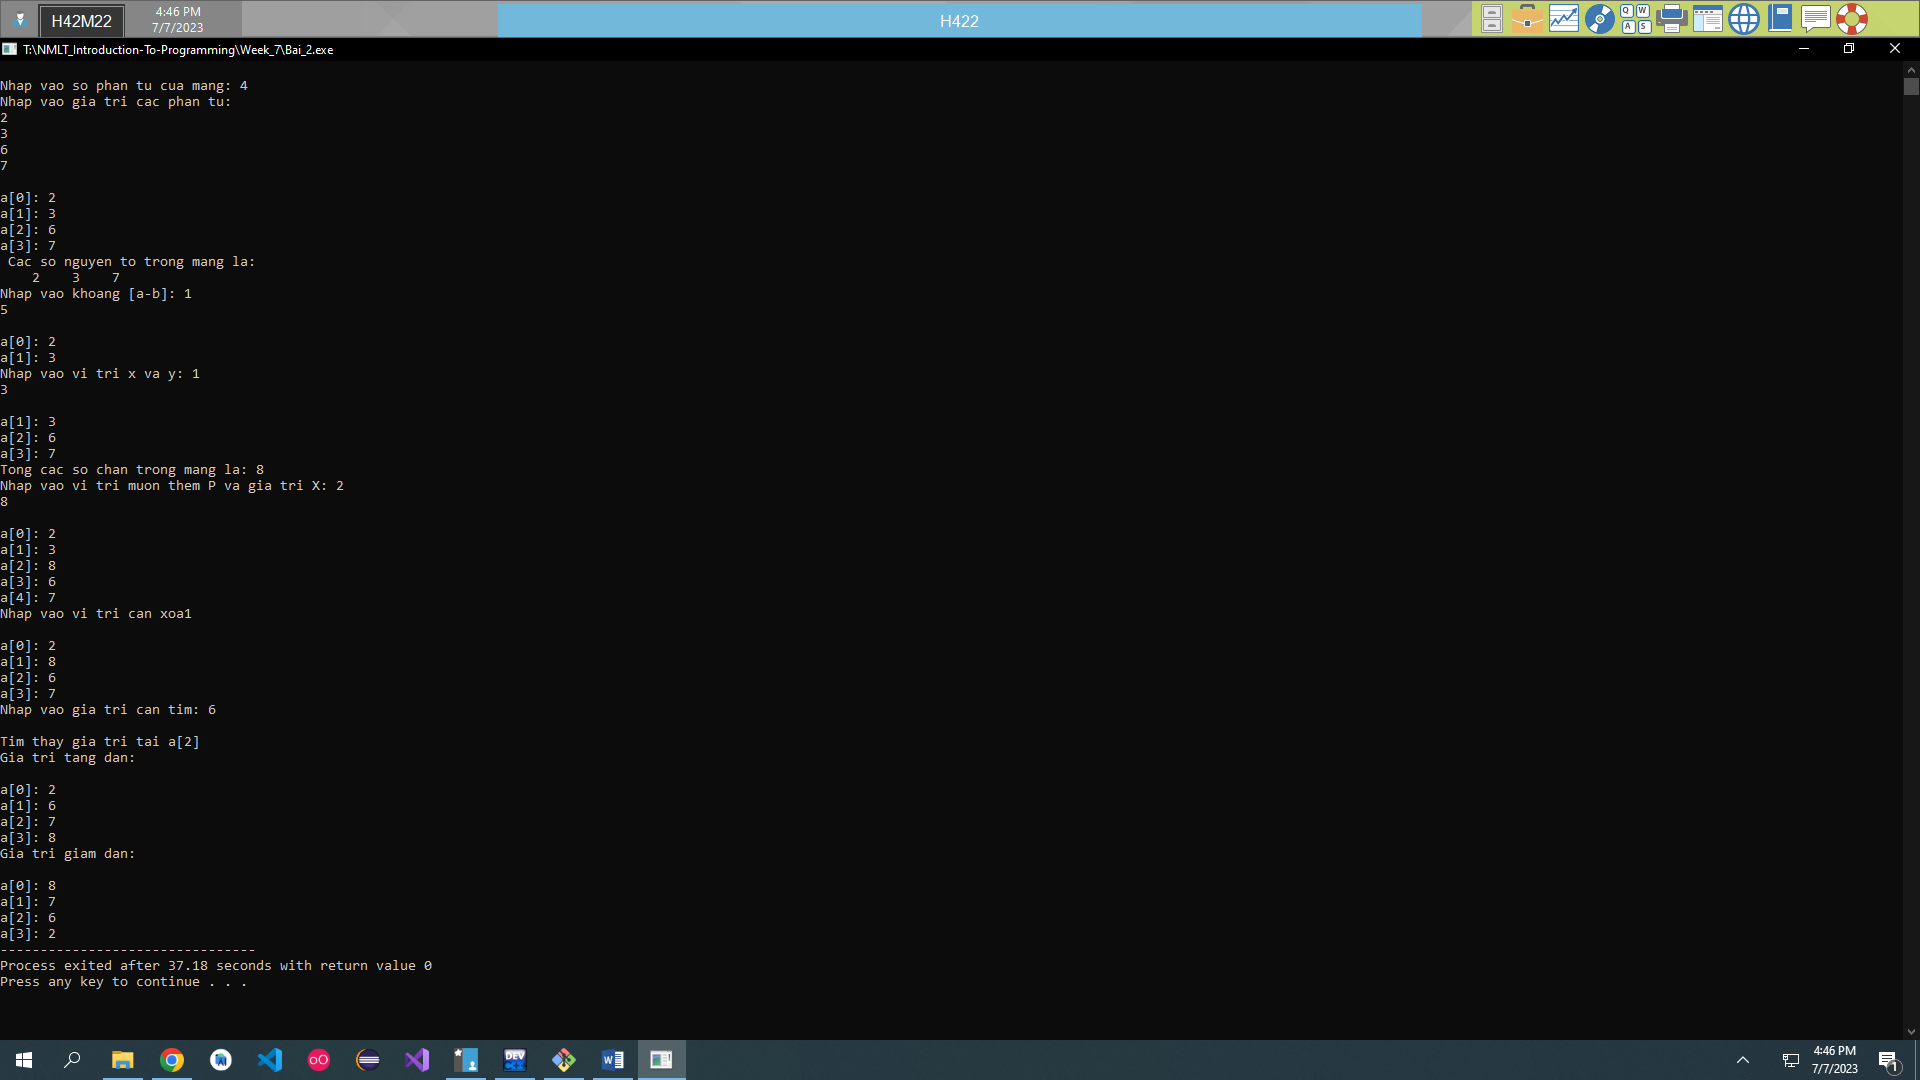 H42M22
4:46 PM
7/7/2023
H422
T:\NMLT_Introduction-To-Programming\Week_7\Bai_2.exe
Nhap vao so phan tu cua mang: 4
Nhap vao gia tri cac phan tu:
2
3
6
7
a[0]: 2
a[1]: 3
a[2]: 6
a[3]: 7
Cac so nguyen to trong mang la:
2 3 7
Nhap vao khoang [a-b]: 1
5
a[0]: 2
a[1]: 3
Nhap vao vi tri x va y: 1
3
a[1]: 3
a[2]: 6
a[3]: 7
Tong cac so chan trong mang la: 8
Nhap vao vi tri muon them P va gia tri X: 2
8
a[0]: 2
a[1]: 3
a[2]: 8
a[3]: 6
a[4]: 7
Nhap vao vi tri can xoa1
a[0]: 2
a[1]: 8
a[2]: 6
a[3]: 7
Nhap vao gia tri can tim: 6
Tim thay gia tri tai a[2]
Gia tri tang dan:
a[0]: 2
a[1]: 6
a[2]: 7
a[3]: 8
Gia tri giam dan:
a[0]: 8
a[1]: 7
a[2]: 6
a[3]: 2
--------------------------------
Process exited after 37.18 seconds with return value 0
Press any key to continue . . .
4:46 PM
7/7/2023
1